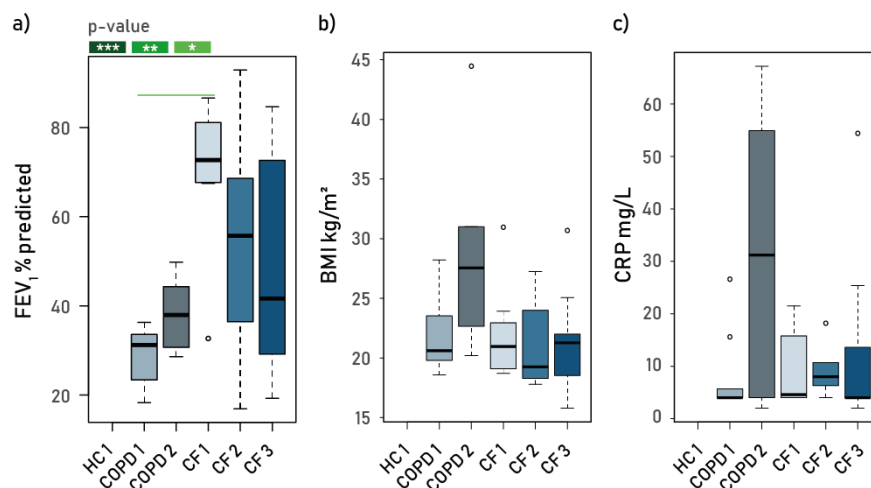 a)
p-value
*** ** *
FEV₁ % predicted
80
60
40
20
HC1
COPD1
COPD2
CF1
CF2
CF3
b)
BMI kg/m²
45
40
35
30
25
20
15
HC1
COPD1
COPD2
CF1
CF2
CF3
c)
CRP mg/L
60
50
40
30
20
10
0
HC1
COPD1
COPD2
CF1
CF2
CF3